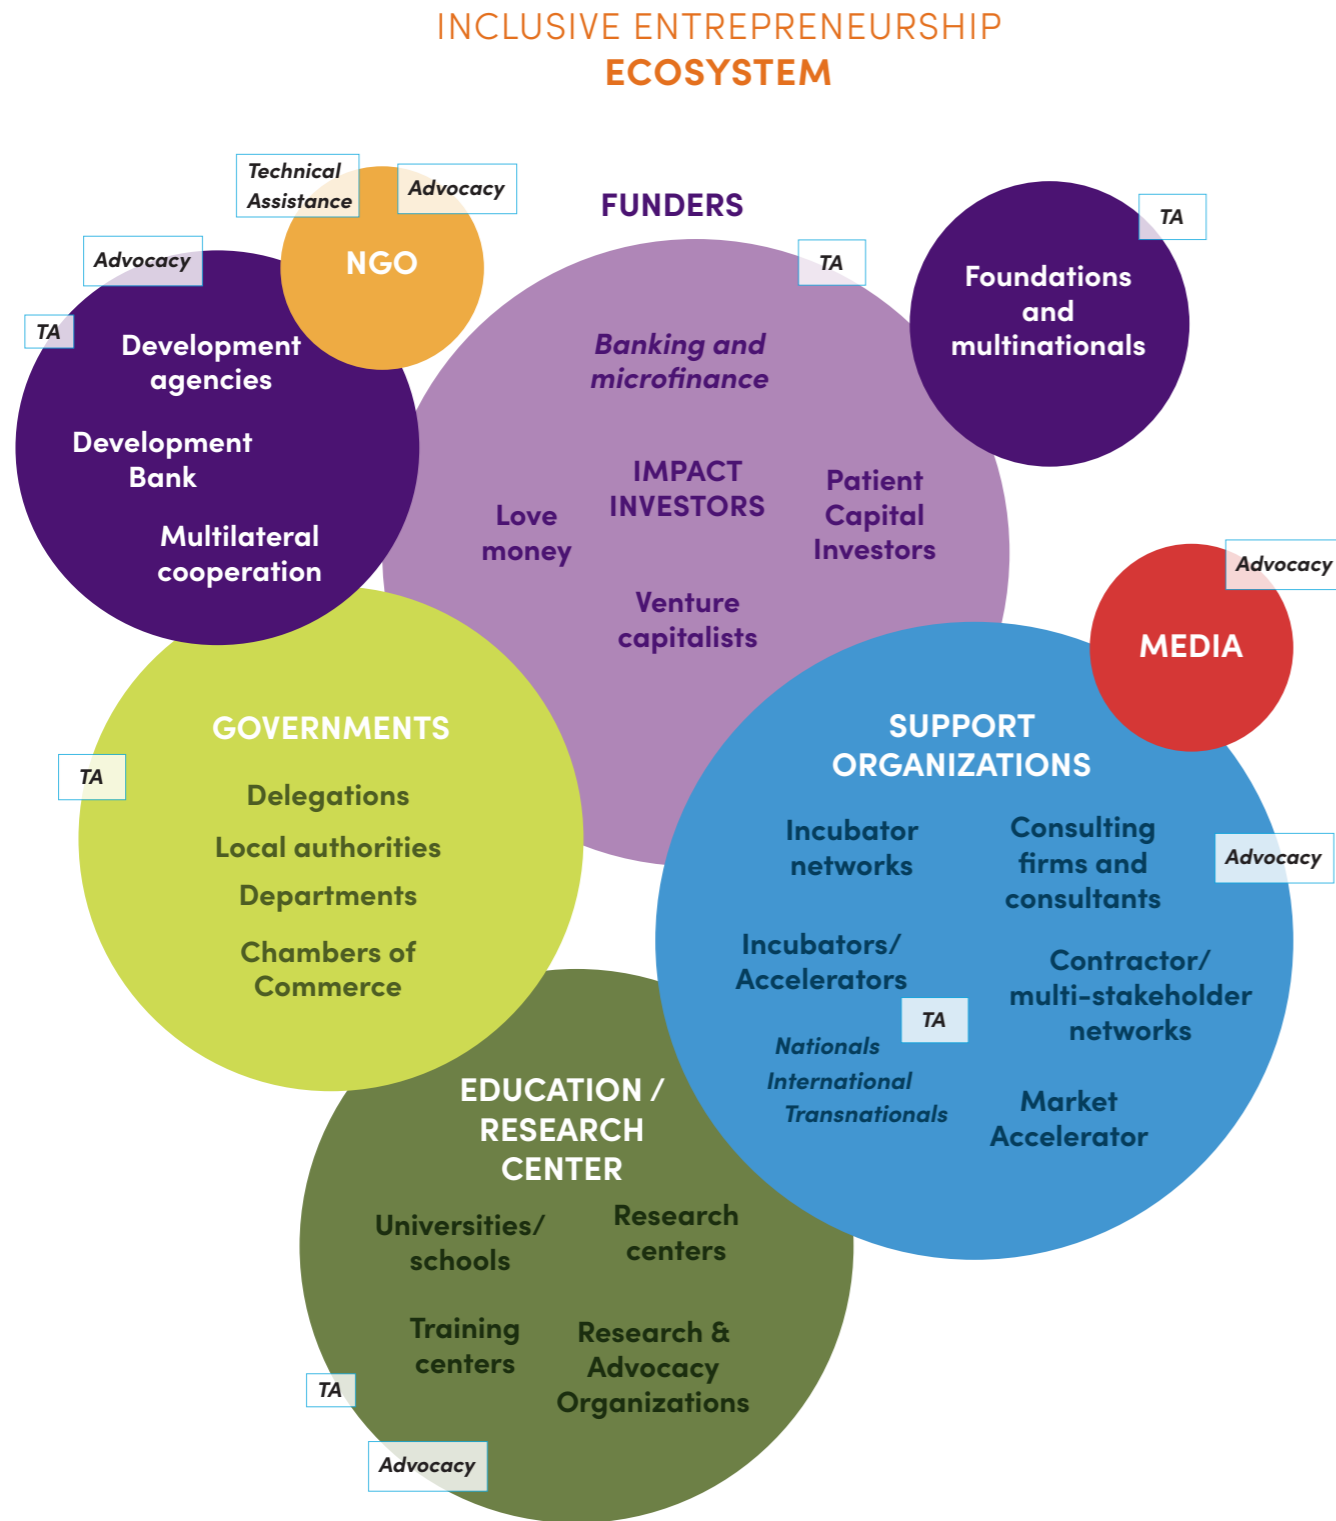 INCLUSIVE ENTREPRENEURSHIP
ECOSYSTEM
Technical
Assistance
Advocacy
NGO
Advocacy
TA
Development
agencies
Development
Bank
Multilateral
cooperation
FUNDERS
TA
Banking and
microfinance
IMPACT
INVESTORS
Love
money
Patient
Capital
Investors
Venture
capitalists
TA
Foundations
and
multinationals
Advocacy
MEDIA
GOVERNMENTS
TA
Delegations
Local authorities
Departments
Chambers of
Commerce
SUPPORT
ORGANIZATIONS
Incubator
networks
Consulting
firms and
consultants
Advocacy
Incubators/
Accelerators
TA
Nationals
International
Transnationals
Contractor/
multi-stakeholder
networks
Market
Accelerator
EDUCATION /
RESEARCH
CENTER
Universities/
schools
Research
centers
Training
centers
Research &
Advocacy
Organizations
TA
Advocacy